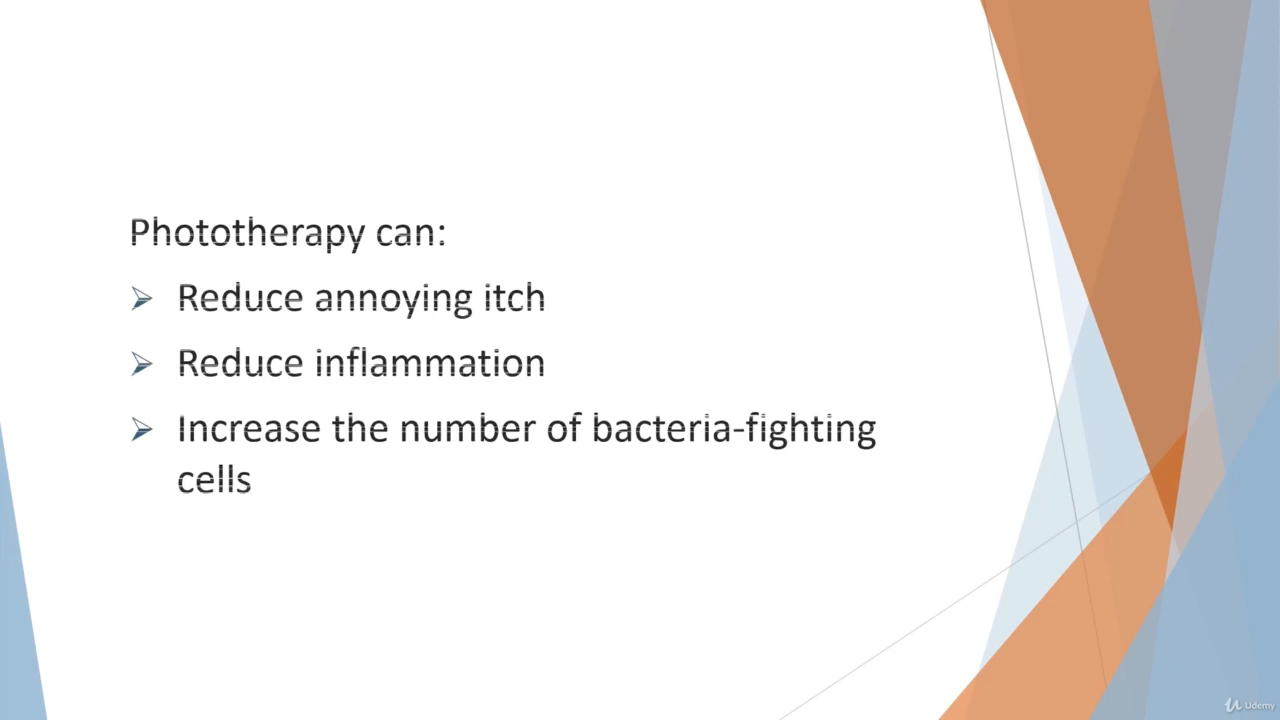 Phototherapy can:
Reduce annoying itch
Reduce inflammation
Increase the number of bacteria-fighting
cells
Udemy